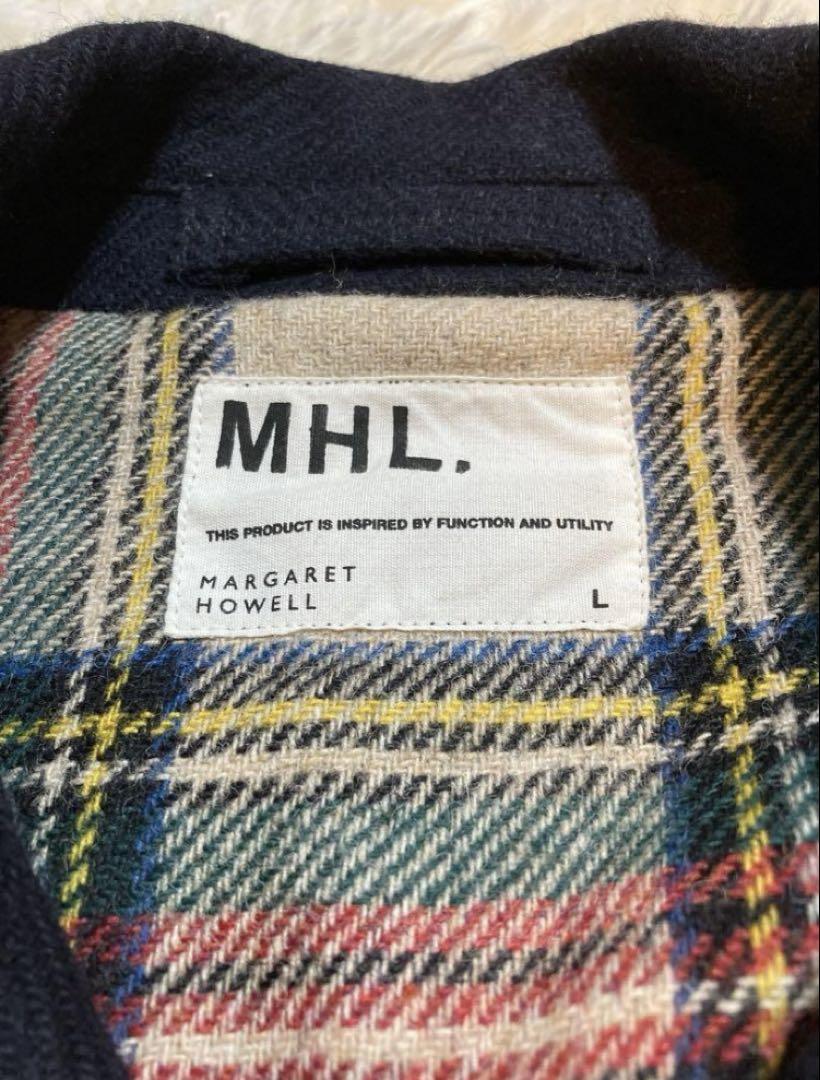 MHL.
THIS PRODUCT IS INSPIRED BY FUNCTION AND UTILITY
MARGARET
HOWELL
L